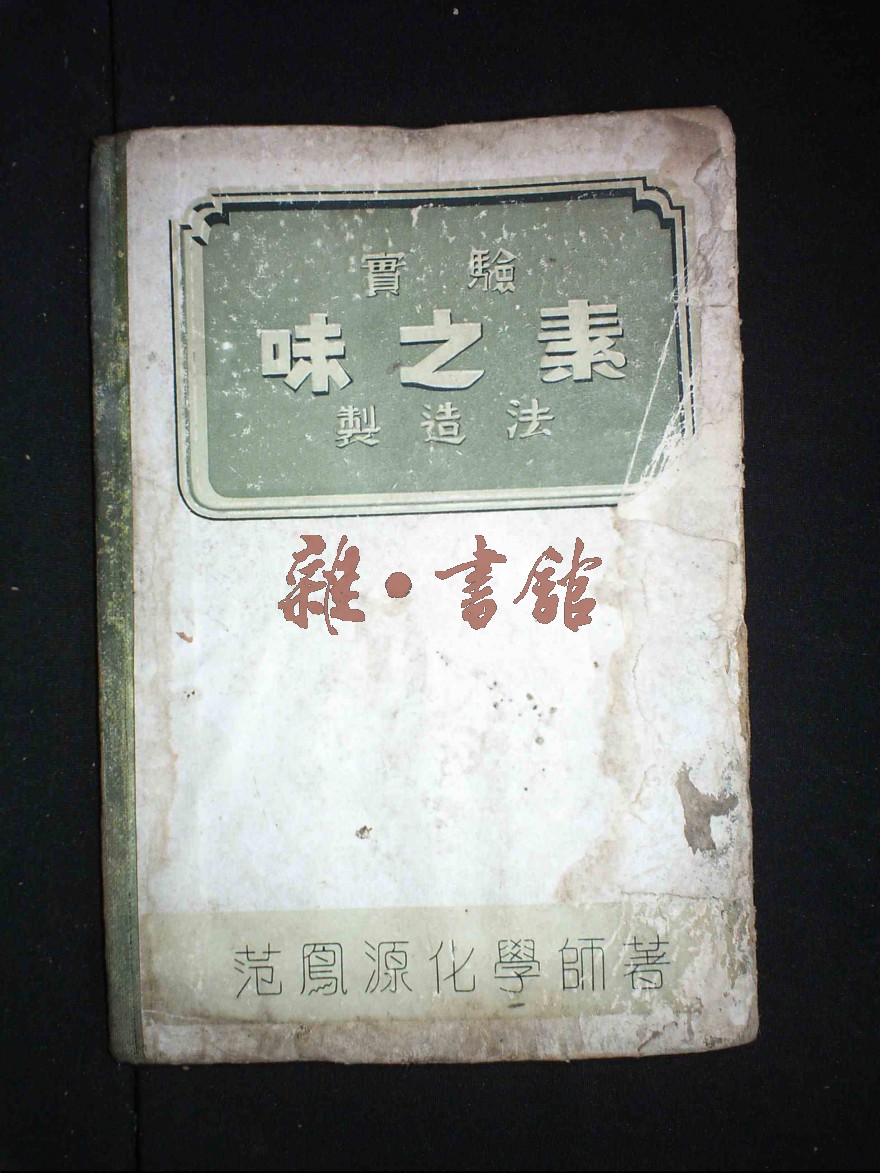 實驗
味之素
製造法
雜·書館
范鳳源化學師著